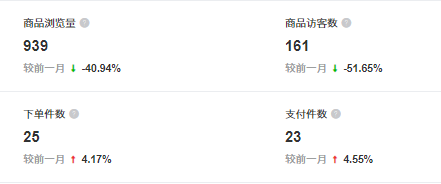 商品浏览量 ?
商品访客数 ?
939
161
较前一月 ↓ -40.94%
较前一月 ↓ -51.65%
下单件数 ?
支付件数 ?
25
23
较前一月 ↑ 4.17%
较前一月 ↑ 4.55%